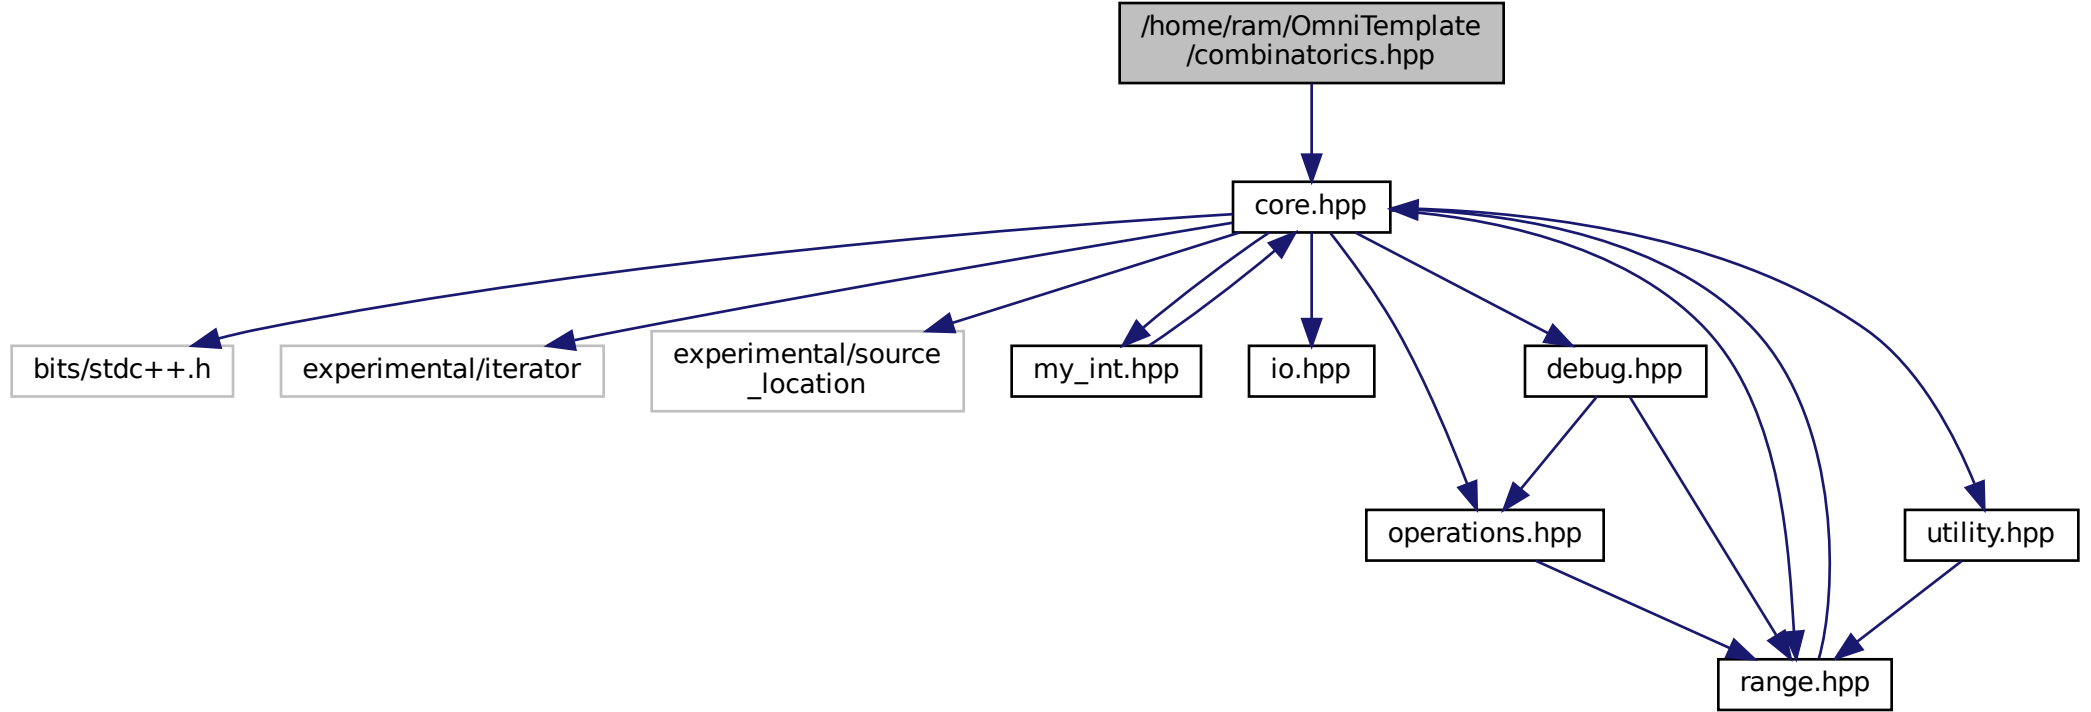 /home/ram/OmniTemplate
/combinatorics.hpp
core.hpp
bits/stdc++.h
experimental/iterator
experimental/source
_location
my_int.hpp
io.hpp
debug.hpp
operations.hpp
utility.hpp
range.hpp